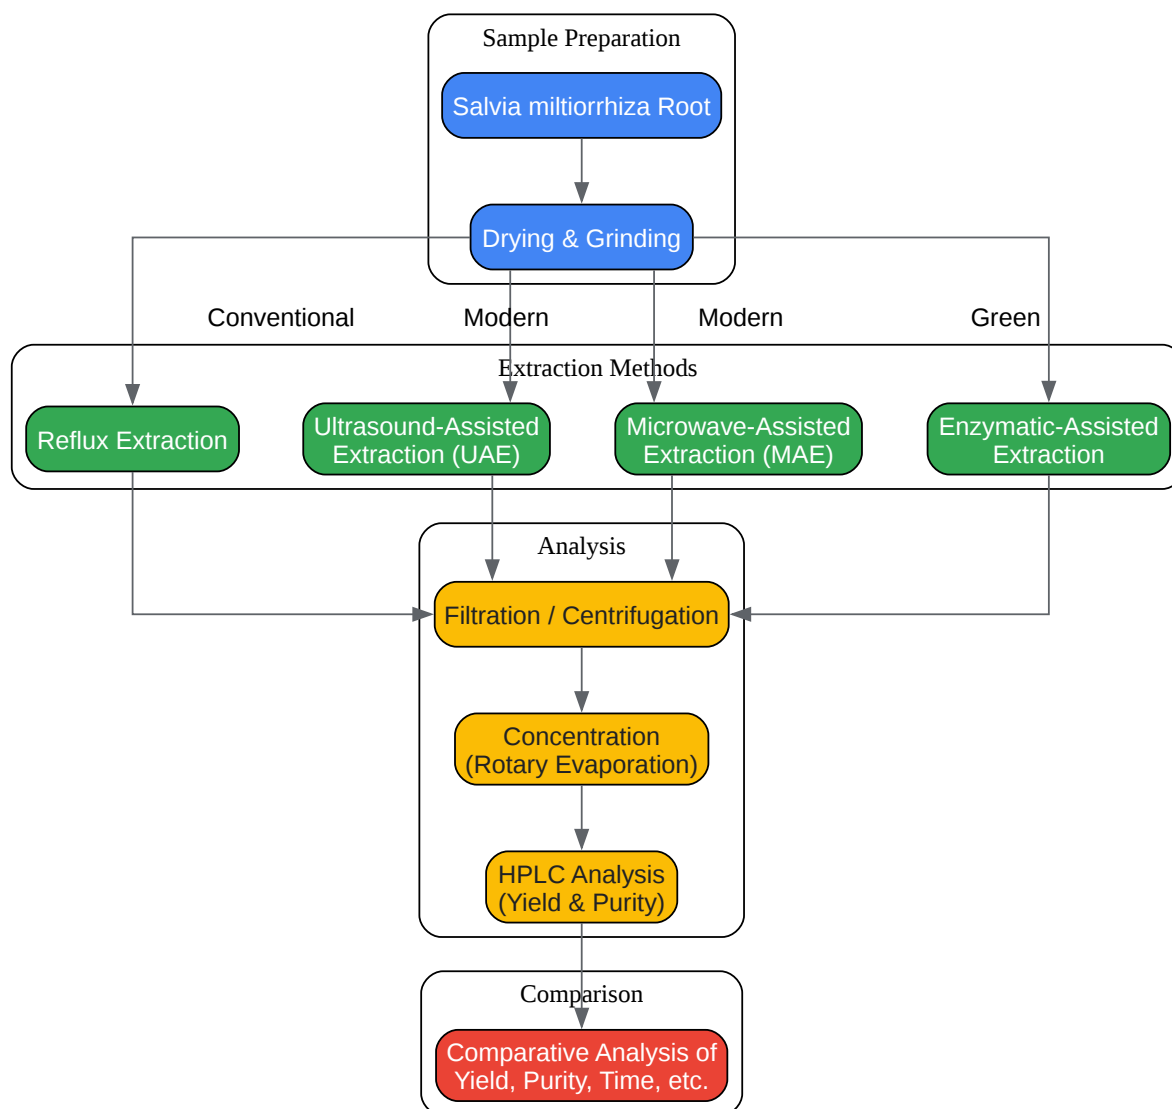 Sample Preparation
Salvia miltiorrhiza Root
Drying & Grinding
Conventional
Modern
Modern
Green
Extraction Methods
Reflux Extraction
Ultrasound-Assisted
Extraction (UAE)
Microwave-Assisted
Extraction (MAE)
Enzymatic-Assisted
Extraction
Analysis
Filtration / Centrifugation
Concentration
(Rotary Evaporation)
HPLC Analysis
(Yield & Purity)
Comparison
Comparative Analysis of
Yield, Purity, Time, etc.